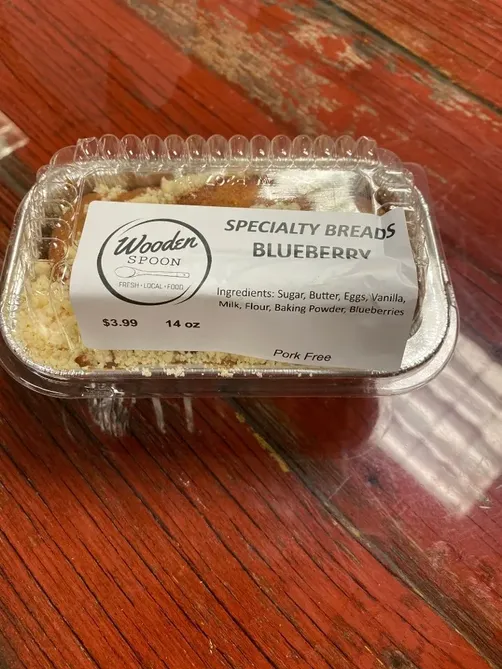 Wooden
SPOON
FRESH • LOCAL • FOOD
$3.99 14 oz
SPECIALTY BREADS
BLUEBERRY
Ingredients: Sugar, Butter, Eggs, Vanilla,
Milk, Flour, Baking Powder, Blueberries
Pork Free